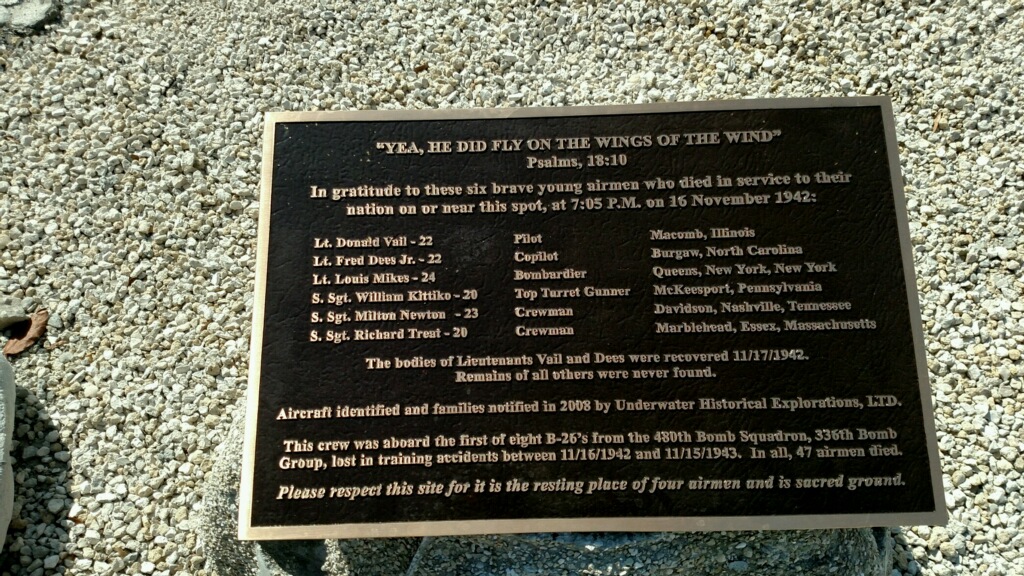 "YEA, HE DID FLY ON THE WINGS OF THE WIND"
Psalms, 18:10
In gratitude to these six brave young airmen who died in service to their
nation on or near this spot, at 7:05 P.M. on 16 November 1942:
Lt. Donald Vail - 22 Pilot Macomb, Illinois
Lt. Fred Dees Jr. - 22 Copilot Burgaw, North Carolina
Lt. Louis Mikes - 24 Bombardier Queens, New York, New York
S. Sgt. William Kittiko - 20 Top Turret Gunner McKeesport, Pennsylvania
S. Sgt. Milton Newton - 23 Crewman Davidson, Nashville, Tennessee
S. Sgt. Richard Treat - 20 Crewman Marblehead, Essex, Massachusetts
The bodies of Lieutenants Vail and Dees were recovered 11/17/1942.
Remains of all others were never found.
Aircraft identified and families notified in 2008 by Underwater Historical Explorations, LTD.
This crew was aboard the first of eight B-26's from the 480th Bomb Squadron, 336th Bomb
Group, lost in training accidents between 11/16/1942 and 11/15/1943. In all, 47 airmen died.
Please respect this site for it is the resting place of four airmen and is sacred ground.